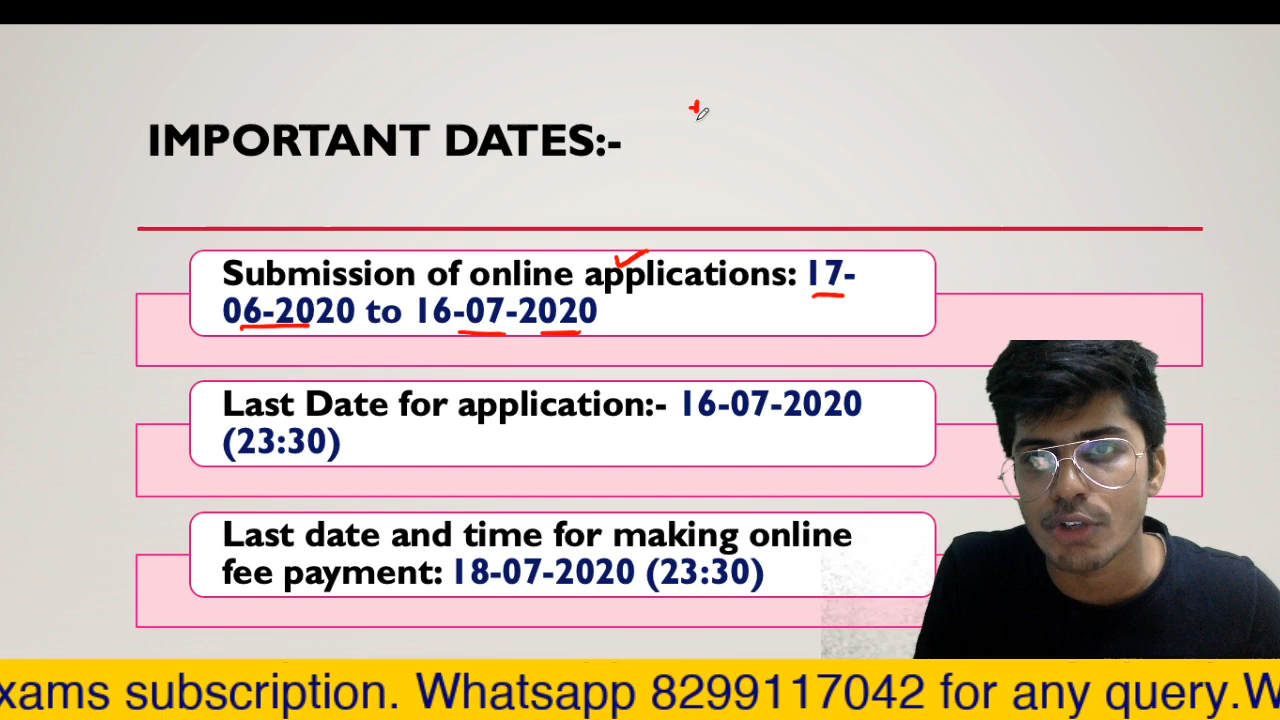 IMPORTANT DATES:-
Submission of online applications: 17-
06-2020 to 16-07-2020
Last Date for application:- 16-07-2020
(23:30)
Last date and time for making online
fee payment: 18-07-2020 (23:30)
xams subscription. Whatsapp 8299117042 for any query.W